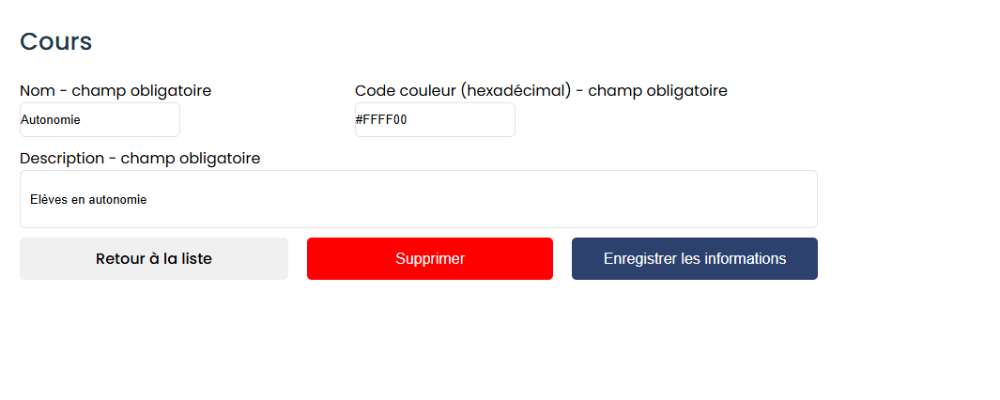 Cours
Nom - champ obligatoire
Code couleur (hexadécimal) - champ obligatoire
Autonomie
#FFFF00
Description - champ obligatoire
Elèves en autonomie
Retour à la liste
Supprimer
Enregistrer les informations